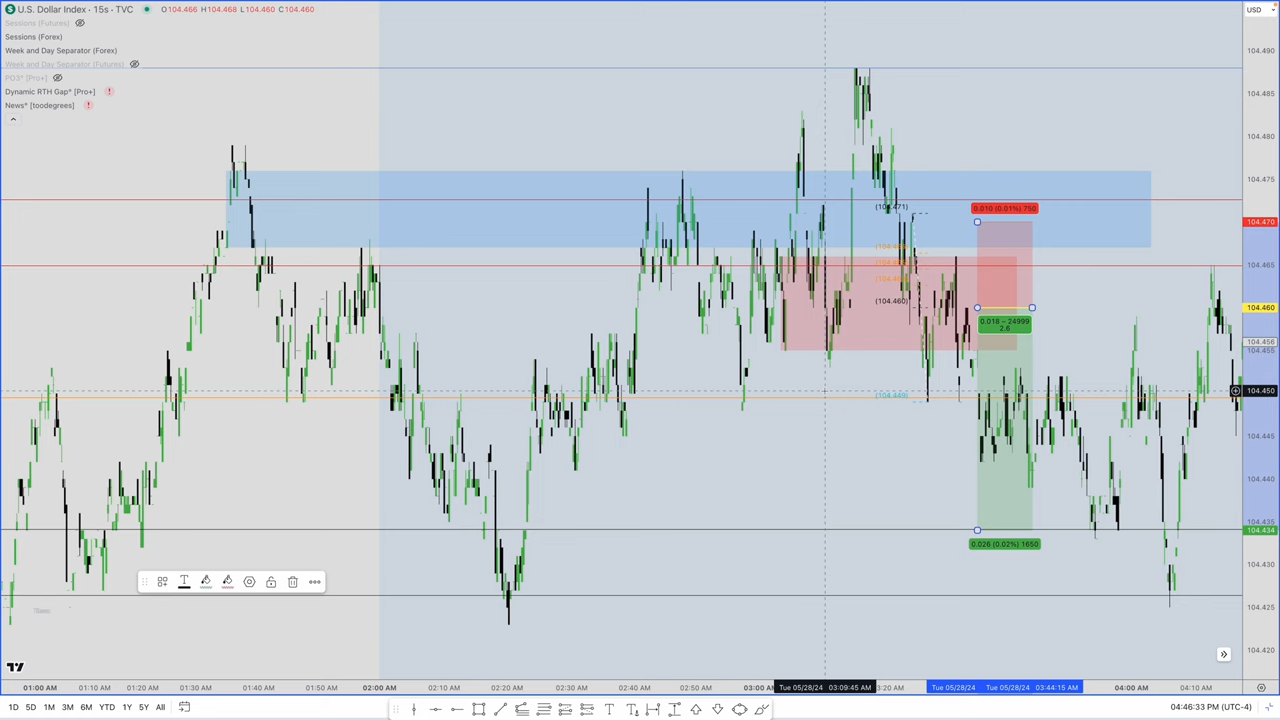 U.S. Dollar Index · 15s · TVC O104.466 H104.468 L104.460 C104.460
Sessions (Futures)
Sessions (Forex)
Week and Day Separator (Forex)
Week and Day Separator (Futures)
PO3* [Pro+]
Dynamic RTH Gap* [Pro+]
News* [toodegrees]
USD
104.490
104.485
104.480
104.475
104.470
104.465
104.460
104.456
104.455
104.450
104.445
104.440
104.435
104.434
104.430
104.425
104.420
(104.471)
(104.460)
(104.449)
0.010 (0.01%) 750
0.018 ~ 24999
2.6
0.026 (0.02%) 1650
01:00 AM 01:10 AM 01:20 AM 01:30 AM 01:40 AM 01:50 AM 02:00 AM 02:10 AM 02:20 AM 02:30 AM 02:40 AM 02:50 AM 03:00 A Tue 05/28/24 03:09:45 AM 3:20 AM Tue 05/28/24 Tue 05/28/24 03:44:15 AM 04:00 AM 04:10 AM
1D 5D 1M 3M 6M YTD 1Y 5Y All
04:46:33 PM (UTC-4)